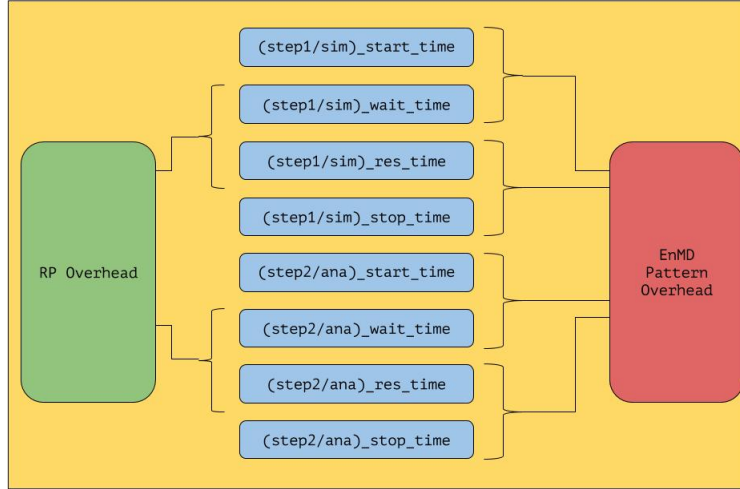 (step1/sim)_start_time
(step1/sim)_wait_time
(step1/sim)_res_time
(step1/sim)_stop_time
RP Overhead
EnMD
Pattern
Overhead
(step2/ana)_start_time
(step2/ana)_wait_time
(step2/ana)_res_time
(step2/ana)_stop_time